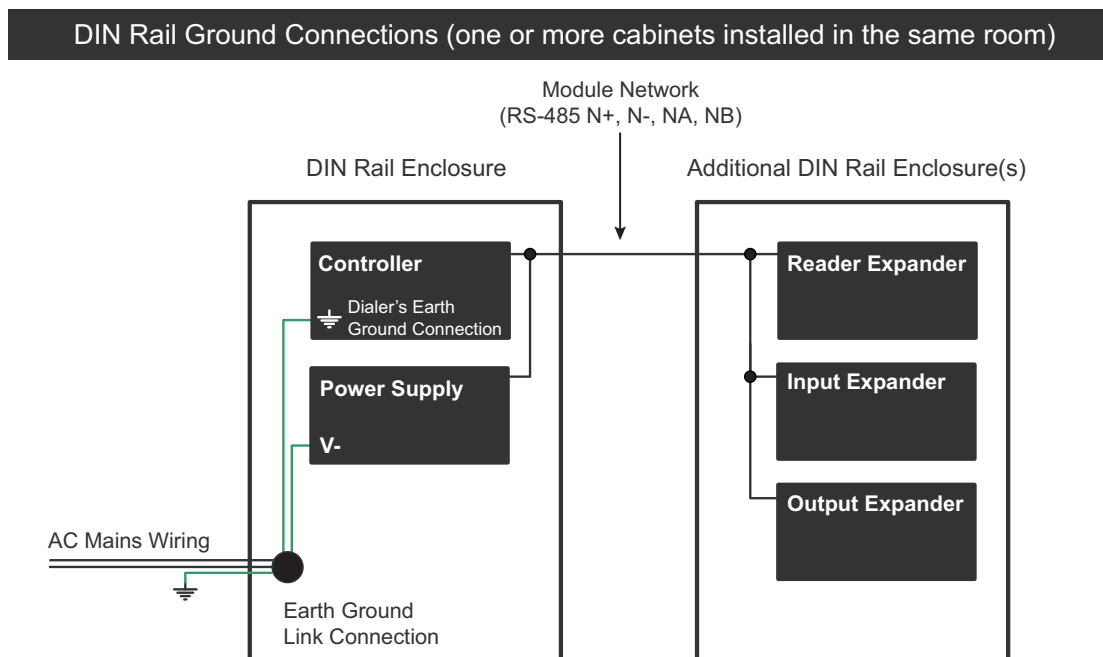 DIN Rail Ground Connections (one or more cabinets installed in the same room)
Module Network
(RS-485 N+, N-, NA, NB)
DIN Rail Enclosure
Additional DIN Rail Enclosure(s)
Controller
Dialer's Earth
Ground Connection
Power Supply
V-
Reader Expander
Input Expander
Output Expander
AC Mains Wiring
Earth Ground
Link Connection